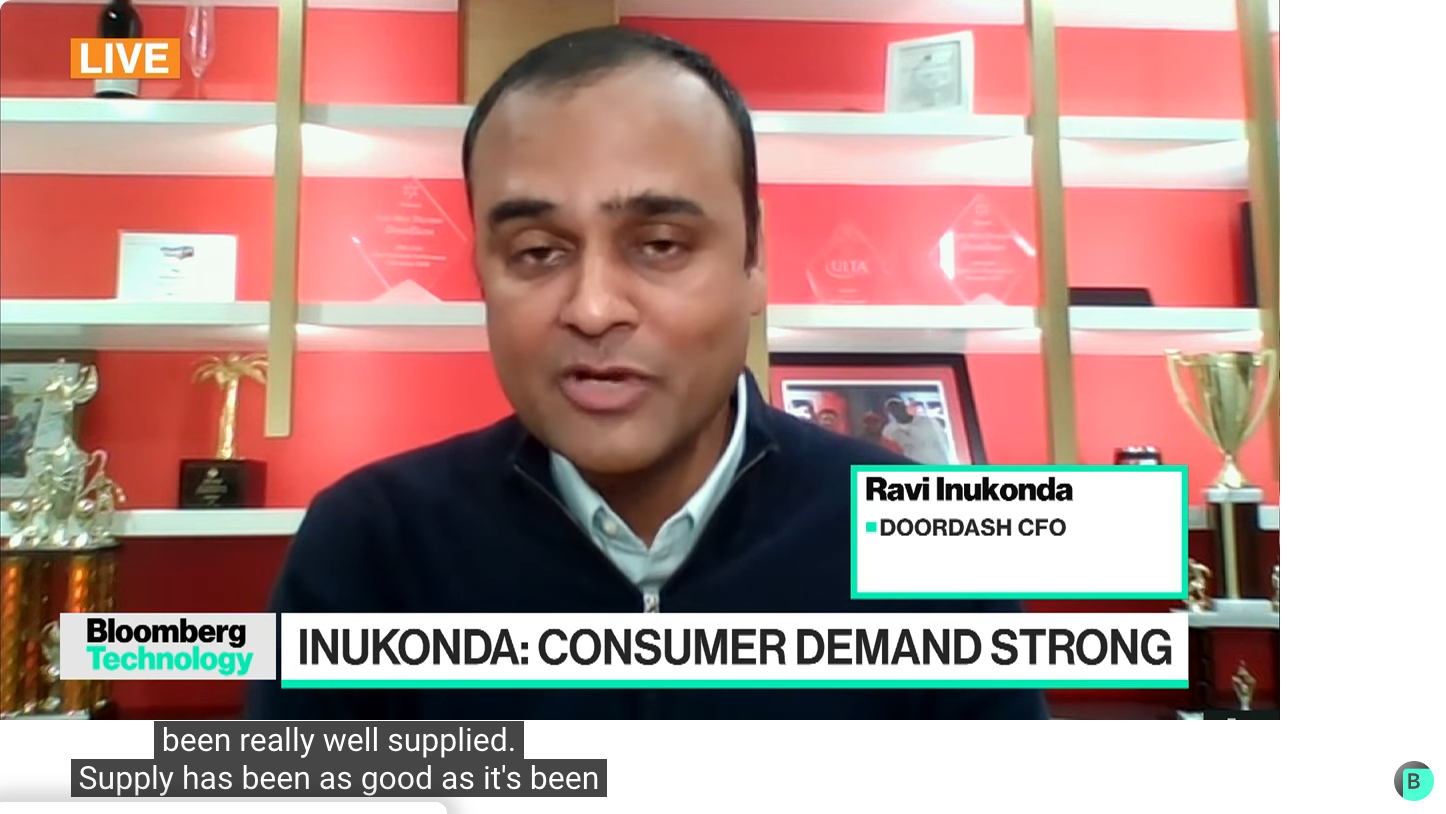 LIVE
ULTA
Ravi Inukonda
DOORDASH CFO
Bloomberg
Technology
INUKONDA: CONSUMER DEMAND STRONG
been really well supplied.
Supply has been as good as it's been
B